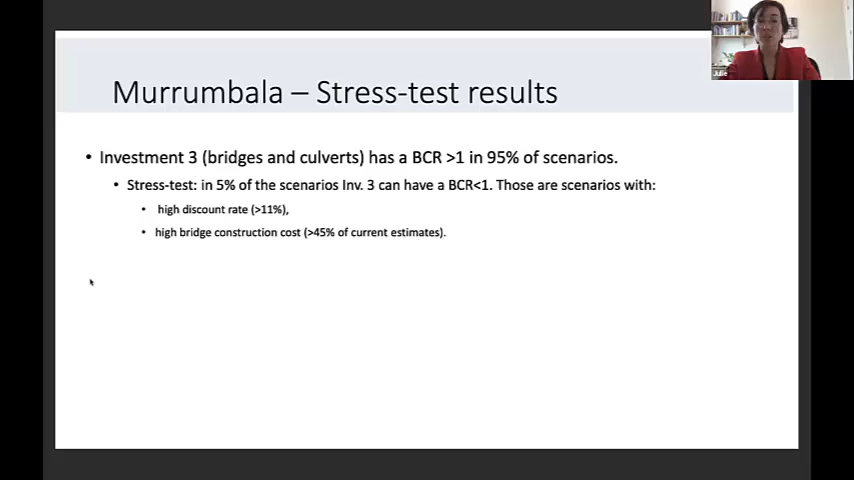 Julie
Murrumbala – Stress-test results
• Investment 3 (bridges and culverts) has a BCR >1 in 95% of scenarios.
• Stress-test: in 5% of the scenarios Inv. 3 can have a BCR<1. Those are scenarios with:
• high discount rate (>11%),
• high bridge construction cost (>45% of current estimates).